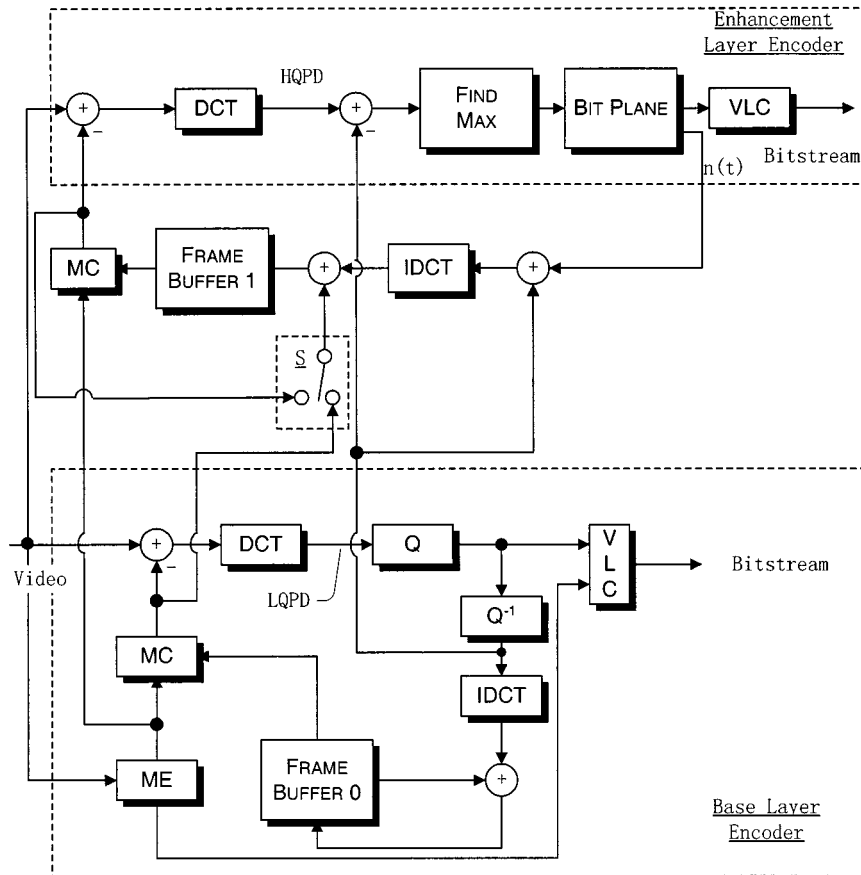 Enhancement
Layer Encoder
HQPD
+
DCT
+
FIND
MAX
BIT PLANE
VLC
−
−
Bitstream
n(t)
MC
FRAME
BUFFER 1
+
IDCT
+
S
+
DCT
Q
V
L
C
Video
−
LQPD
Bitstream
Q-1
MC
IDCT
ME
FRAME
BUFFER 0
+
Base Layer
Encoder